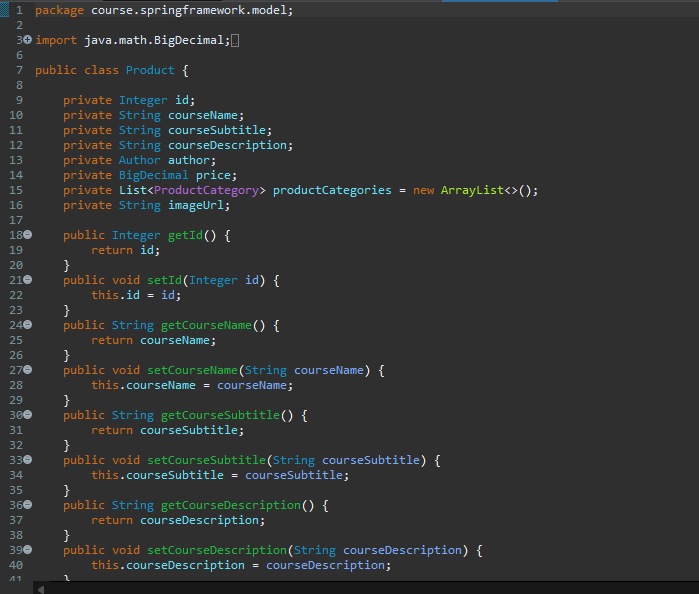 1 package course.springframework.model;
2
3 import java.math.BigDecimal;
6
7 public class Product {
8
9     private Integer id;
10     private String courseName;
11     private String courseSubtitle;
12     private String courseDescription;
13     private Author author;
14     private BigDecimal price;
15     private List<ProductCategory> productCategories = new ArrayList<>();
16     private String imageUrl;
17
18     public Integer getId() {
19         return id;
20     }
21     public void setId(Integer id) {
22         this.id = id;
23     }
24     public String getCourseName() {
25         return courseName;
26     }
27     public void setCourseName(String courseName) {
28         this.courseName = courseName;
29     }
30     public String getCourseSubtitle() {
31         return courseSubtitle;
32     }
33     public void setCourseSubtitle(String courseSubtitle) {
34         this.courseSubtitle = courseSubtitle;
35     }
36     public String getCourseDescription() {
37         return courseDescription;
38     }
39     public void setCourseDescription(String courseDescription) {
40         this.courseDescription = courseDescription;
41     }